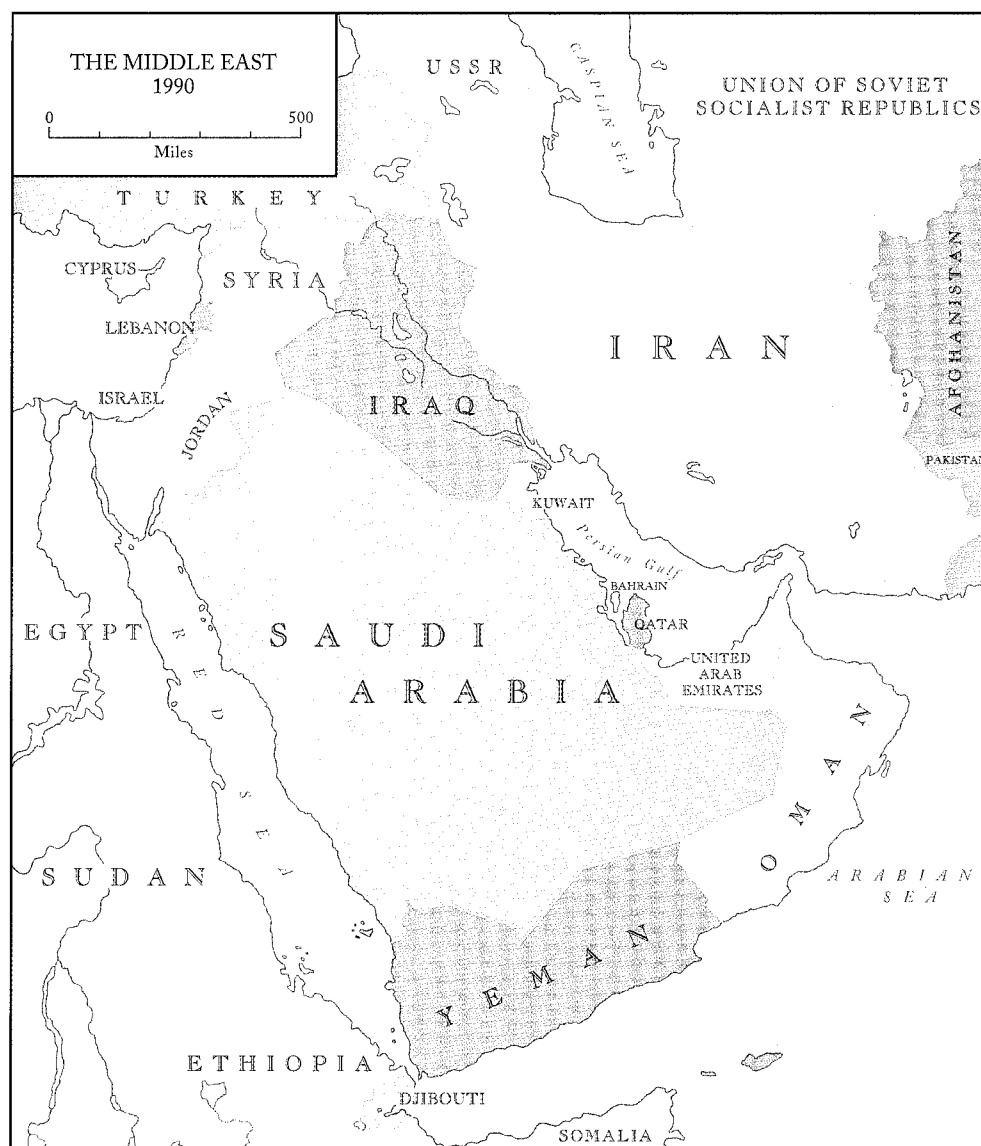 THE MIDDLE EAST
1990
0 500
Miles
USSR
CASPIAN SEA
UNION OF SOVIET
SOCIALIST REPUBLICS
TURKEY
CYPRUS
SYRIA
LEBANON
ISRAEL
JORDAN
IRAQ
IRAN
AFGHANISTAN
PAKISTAN
KUWAIT
Persian Gulf
BAHRAIN
QATAR
EGYPT
RED SEA
SAUDI
ARABIA
UNITED
ARAB
EMIRATES
OMAN
SUDAN
ARABIAN
SEA
YEMAN
ETHIOPIA
DJIBOUTI
SOMALIA